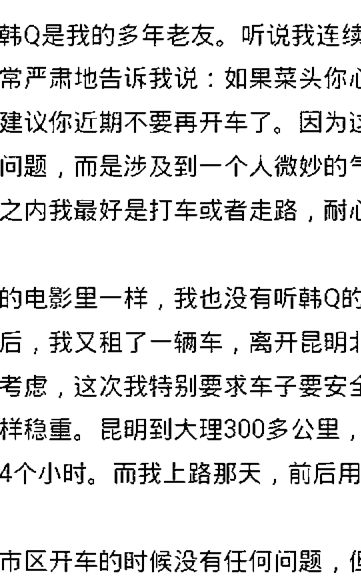 韩Q是我的多年老友。听说我连续
常严肃地告诉我说：如果菜头你心
建议你近期不要再开车了。因为这
问题，而是涉及到一个人微妙的气
之内我最好是打车或者走路，耐心
的电影里一样，我也没有听韩Q的
后，我又租了一辆车，离开昆明北
考虑，这次我特别要求车子要安全
样稳重。昆明到大理300多公里，
4个小时。而我上路那天，前后用
市区开车的时候没有任何问题，但